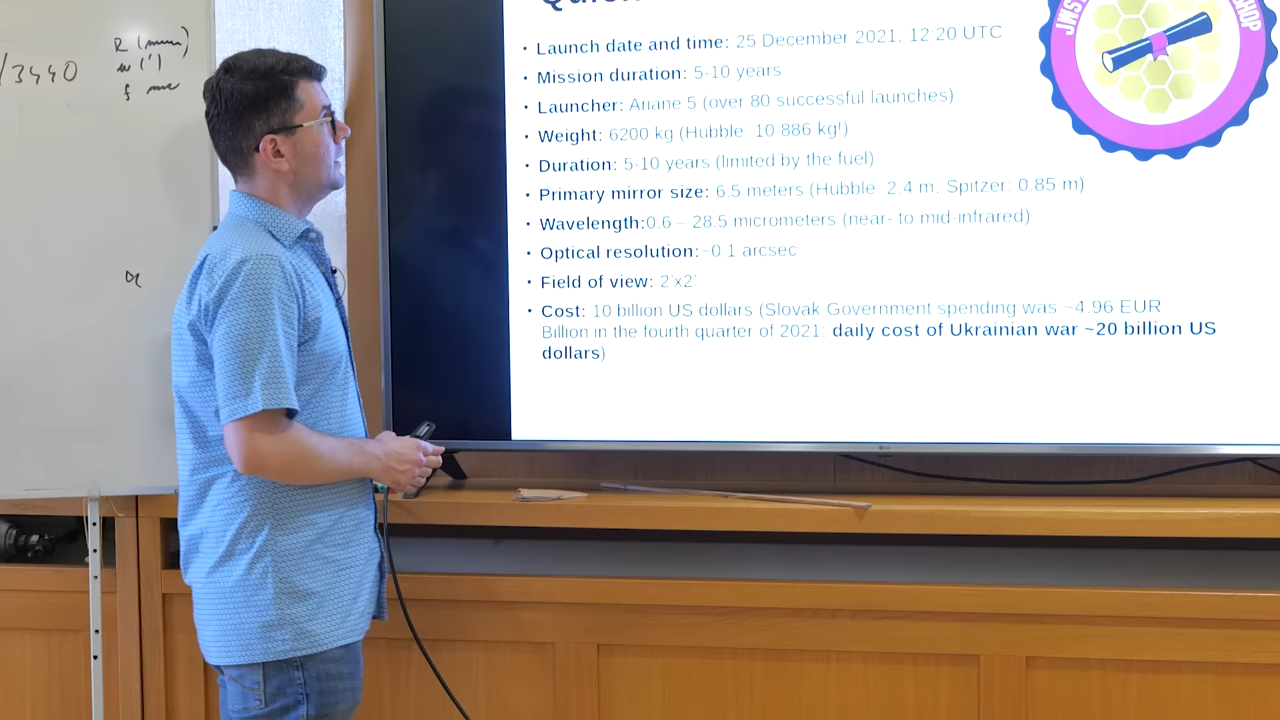 /3440
R (mm)
• Launch date and time: 25 December 2021, 12:20 UTC
• Mission duration: 5-10 years
• Launcher: Ariane 5 (over 80 successful launches)
• Weight: 6200 kg (Hubble 10 886 kg!)
• Duration: 5-10 years (limited by the fuel)
• Primary mirror size: 6.5 meters (Hubble: 2.4 m; Spitzer: 0.85 m)
• Wavelength:0.6 – 28.5 micrometers (near- to mid-infrared)
• Optical resolution:~0.1 arcsec
• Field of view: 2'x2'
• Cost: 10 billion US dollars (Slovak Government spending was ~4.96 EUR
Billion in the fourth quarter of 2021; daily cost of Ukrainian war ~20 billion US
dollars)
LG